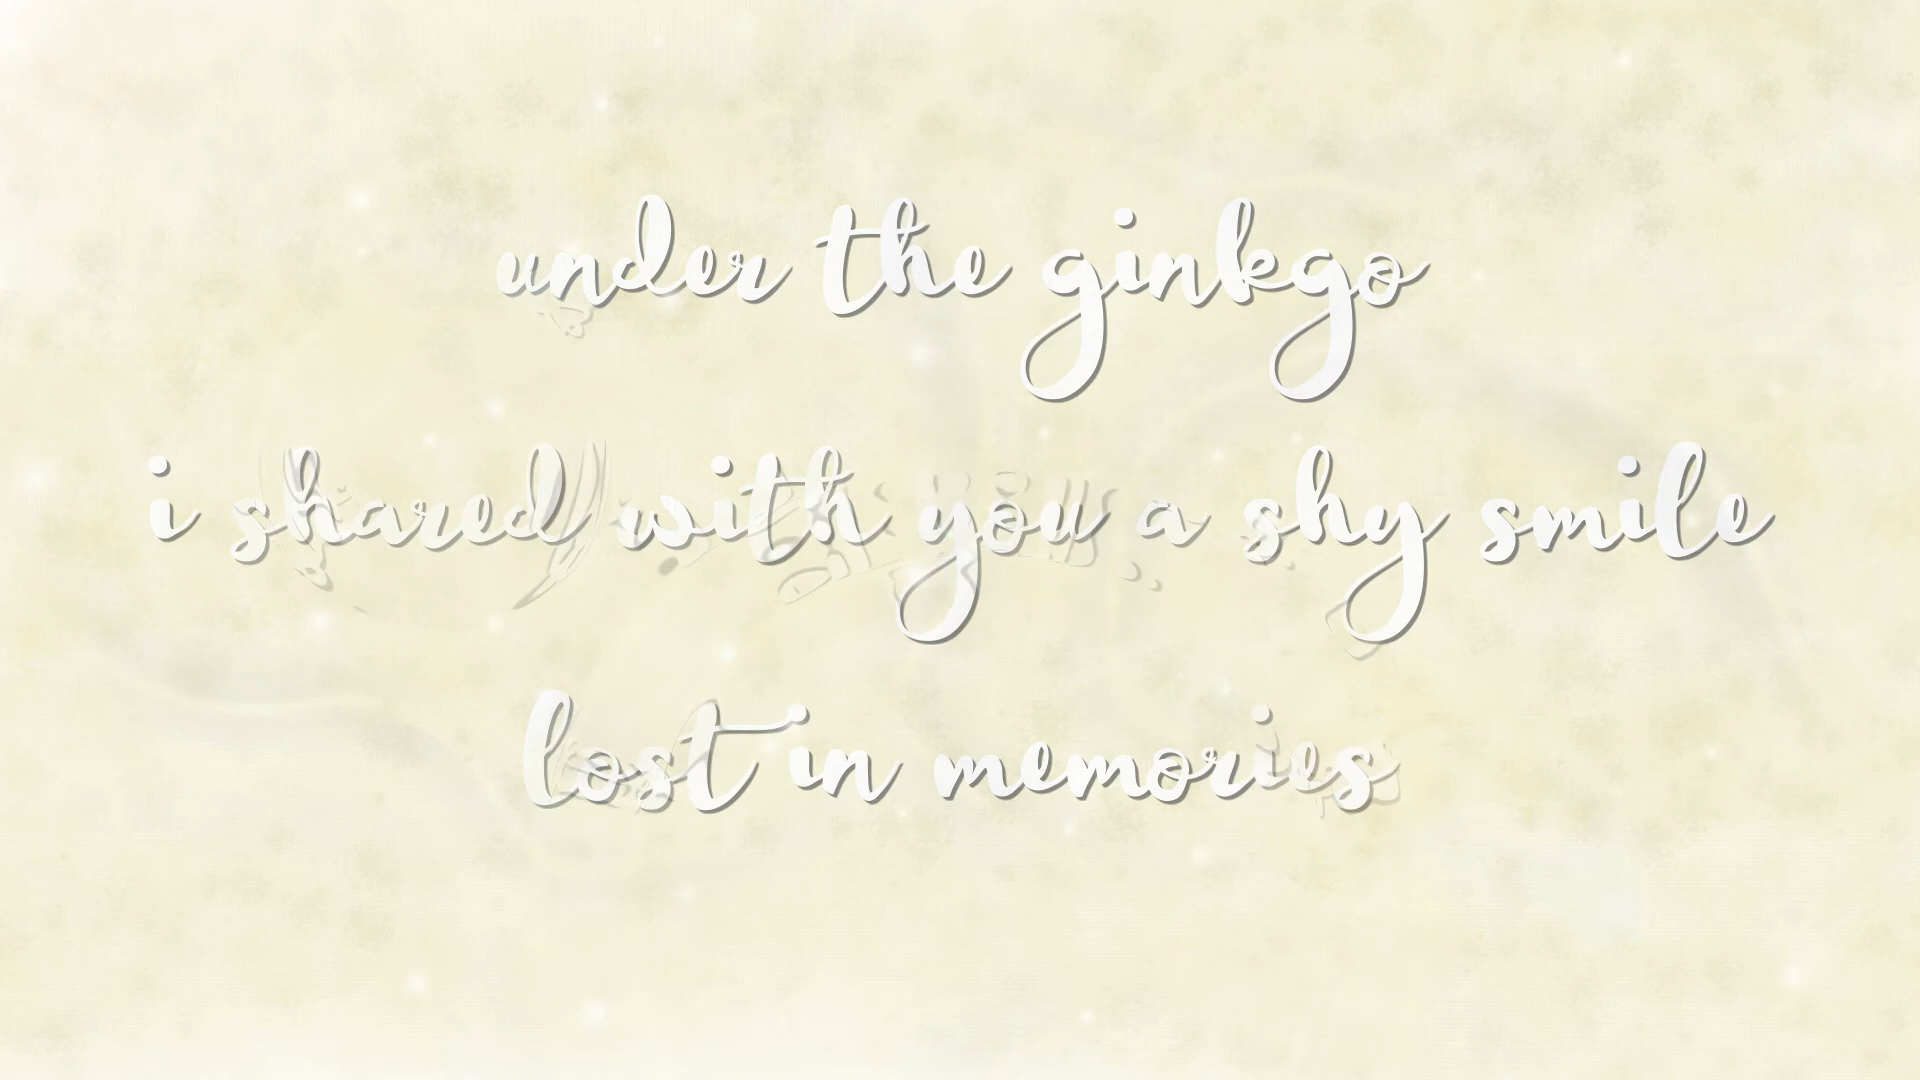 under the ginkgo
i shared with you a shy smile
lost in memories